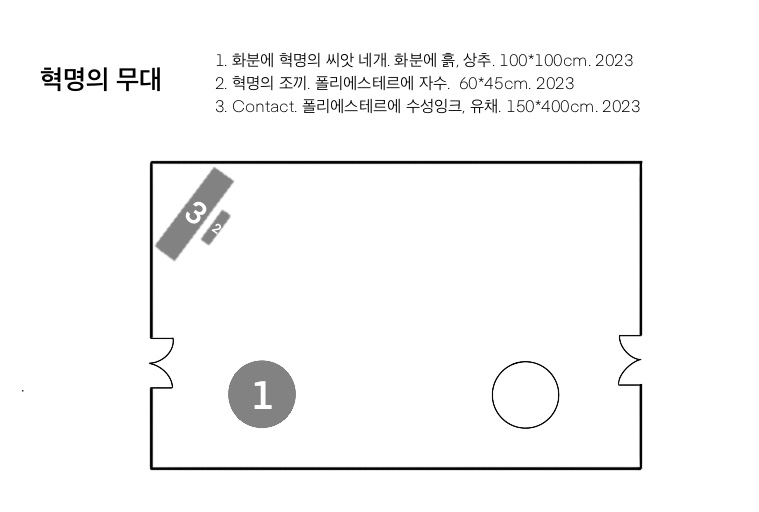 혁명의 무대
1. 화분에 혁명의 씨앗 네개. 화분에 흙, 상추. 100*100cm. 2023
2. 혁명의 조끼. 폴리에스테르에 자수. 60*45cm. 2023
3. Contact. 폴리에스테르에 수성잉크, 유채. 150*400cm. 2023
3
2
1